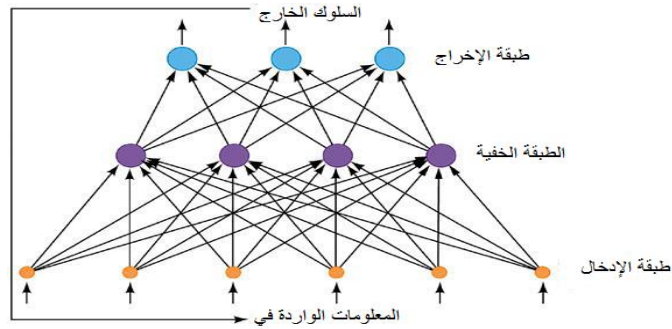 السلوك الخارج
طبقة الإخراج
الطبقة الخفية
طبقة الإدخال
المعلومات الواردة في